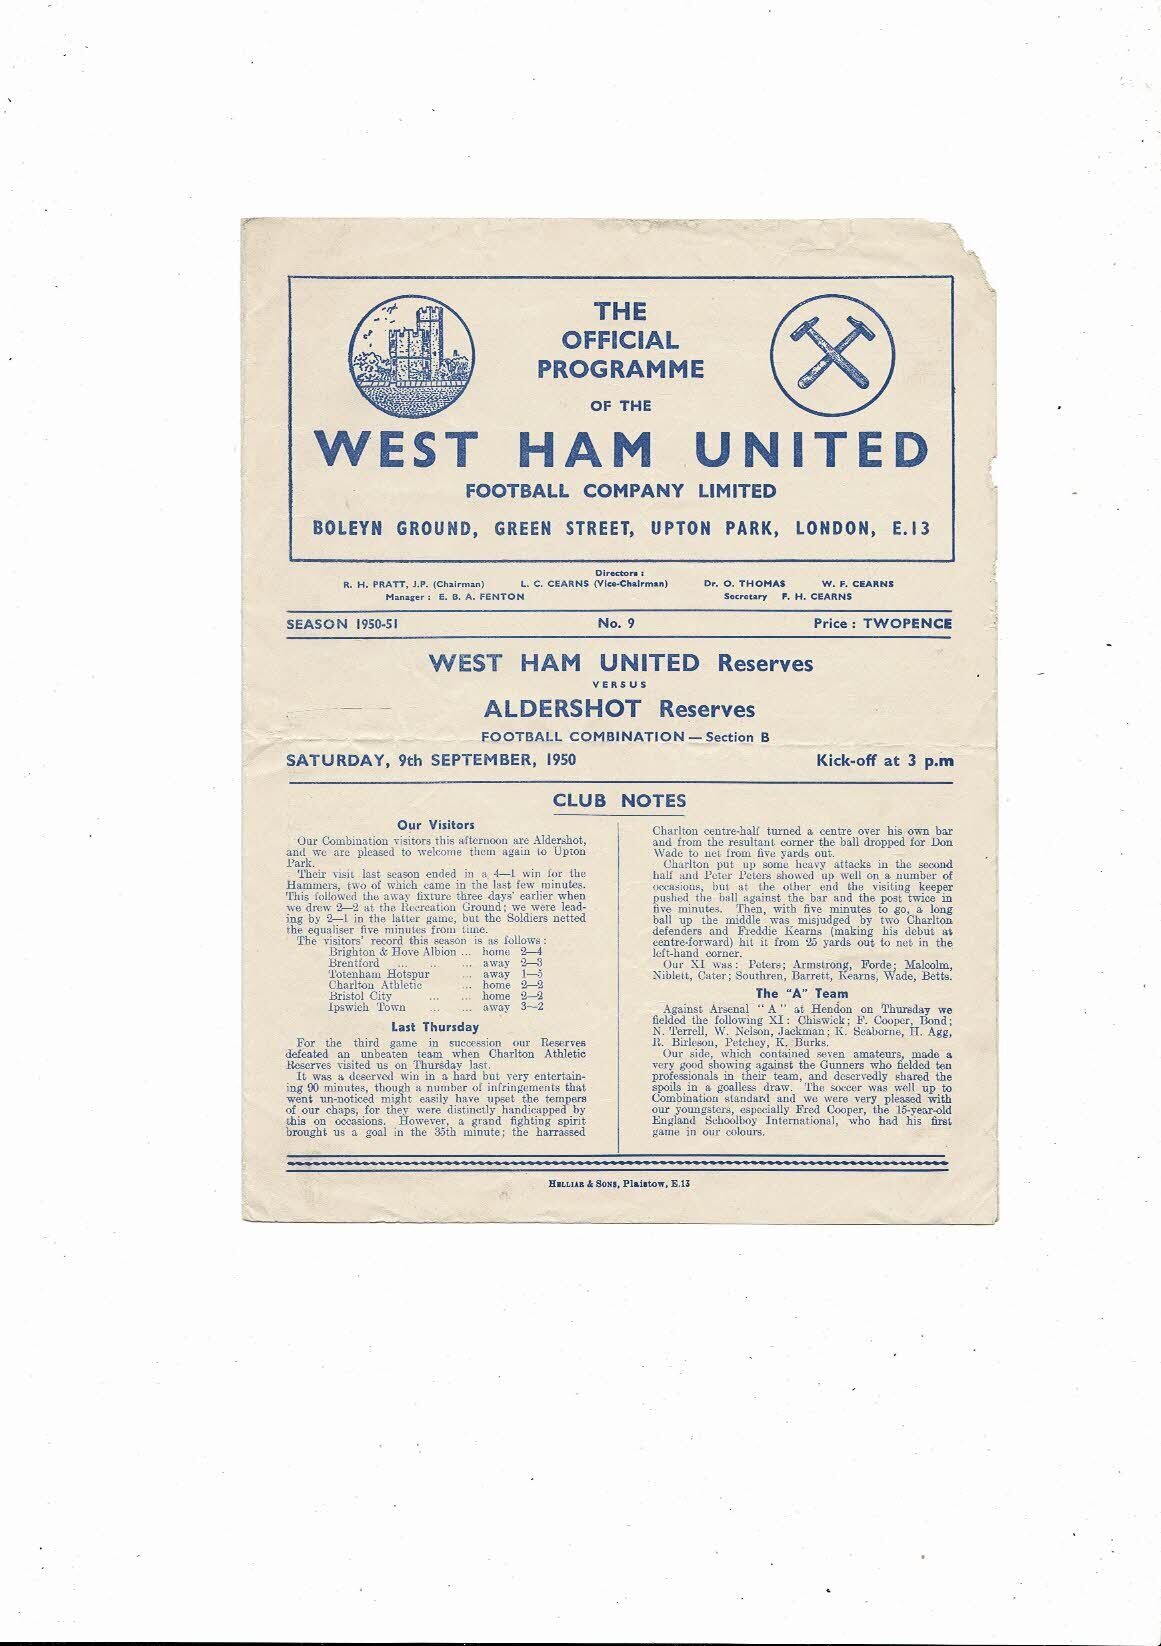 THE
OFFICIAL
PROGRAMME
OF THE
WEST HAM UNITED
FOOTBALL COMPANY LIMITED
BOLEYN GROUND, GREEN STREET, UPTON PARK, LONDON, E.13
Directors :
R. H. PRATT, J.P. (Chairman) L. C. CEARNS (Vice-Chairman) Dr. O. THOMAS W. F. CEARNS
Manager : E. B. A. FENTON Secretary F. H. CEARNS
SEASON 1950-51 No. 9 Price : TWOPENCE
WEST HAM UNITED Reserves
VERSUS
ALDERSHOT Reserves
FOOTBALL COMBINATION — Section B
SATURDAY, 9th SEPTEMBER, 1950 Kick-off at 3 p.m
CLUB NOTES
Our Visitors
Our Combination visitors this afternoon are Aldershot,
and we are pleased to welcome them again to Upton
Park.
Their visit last season ended in a 4—1 win for the
Hammers, two of which came in the last few minutes.
This followed the away fixture three days' earlier when
we drew 2—2 at the Recreation Ground; we were lead-
ing by 2—1 in the latter game, but the Soldiers netted
the equaliser five minutes from time.
The visitors' record this season is as follows :
Brighton & Hove Albion ... home 2—4
Brentford ... ... ... away 2—3
Totenham Hotspur ... away 1—5
Charlton Athletic ... home 2—2
Bristol City ... ... home 2—2
Ipswich Town ... ... away 3—2
Last Thursday
For the third game in succession our Reserves
defeated an unbeaten team when Charlton Athletic
Reserves visited us on Thursday last.
It was a deserved win in a hard but very entertain-
ing 90 minutes, though a number of infringements that
went un-noticed might easily have upset the tempers
of our chaps, for they were distinctly handicapped by
this on occasions. However, a grand fighting spirit
brought us a goal in the 35th minute; the harrassed
Charlton centre-half turned a centre over his own bar
and from the resultant corner the ball dropped for Don
Wade to net from five yards out.
Charlton put up some heavy attacks in the second
half and Peter Peters showed up well on a number of
occasions, but at the other end the visiting keeper
pushed the ball against the bar and the post twice in
five minutes. Then, with five minutes to go, a long
ball up the middle was misjudged by two Charlton
defenders and Freddie Kearns (making his debut at
centre-forward) hit it from 25 yards out to net in the
left-hand corner.
Our XI was : Peters; Armstrong, Forde; Malcolm,
Niblett, Cater; Southren, Barrett, Kearns, Wade, Betts.
The "A" Team
Against Arsenal "A" at Hendon on Thursday we
fielded the following XI : Chiswick; F. Cooper, Bond;
N. Terrell, W. Nelson, Jackman; K. Seaborne, H. Agg,
R. Birleson, Petchey, K. Burks.
Our side, which contained seven amateurs, made a
very good showing against the Gunners who fielded ten
professionals in their team, and deservedly shared the
spoils in a goalless draw. The soccer was well up to
Combination standard and we were very pleased with
our youngsters, especially Fred Cooper, the 15-year-old
England Schoolboy International, who had his first
game in our colours.
HELLIAR & SONS, Plaistow, E.13